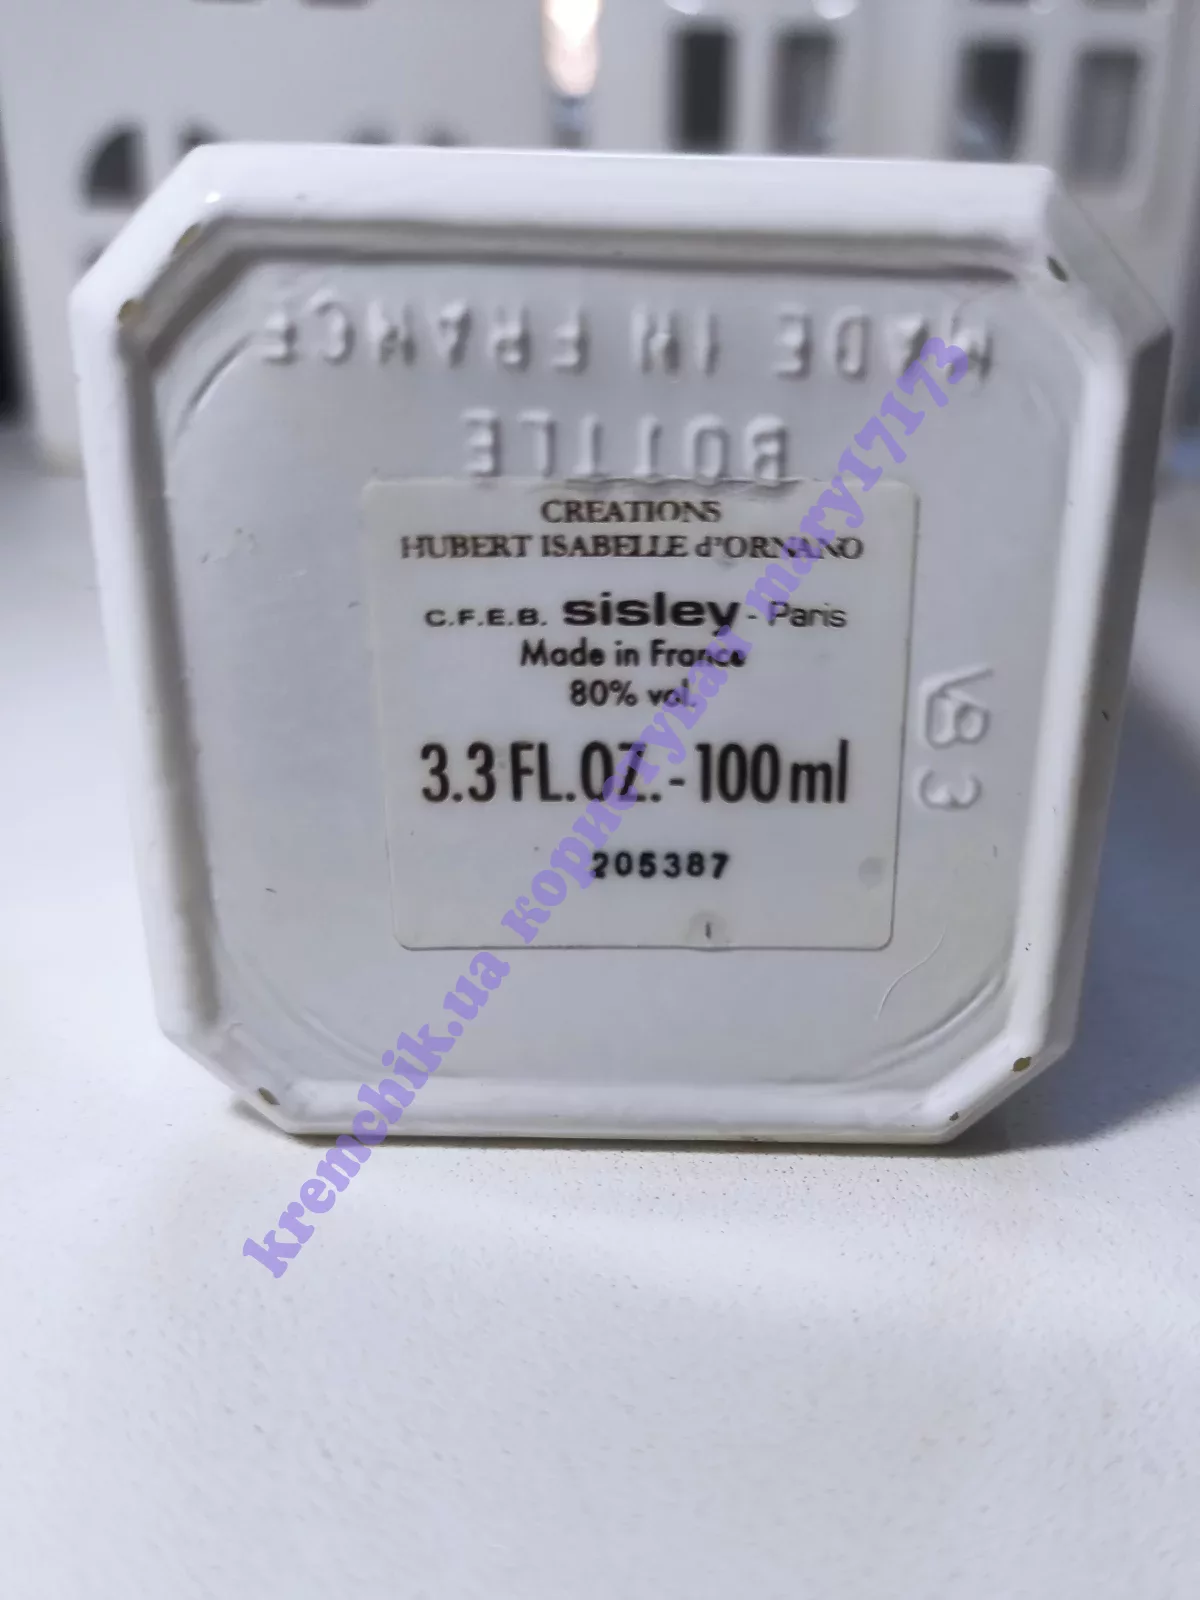 MADE IN FRANCE
BOTTLE
CREATIONS
HUBERT ISABELLE d'ORNANO
C.F.E.B. sisley - Paris
Made in France
80% vol.
3.3 FL.OZ. - 100 ml
205387
VB3
kremchik.ua користувач mary17173